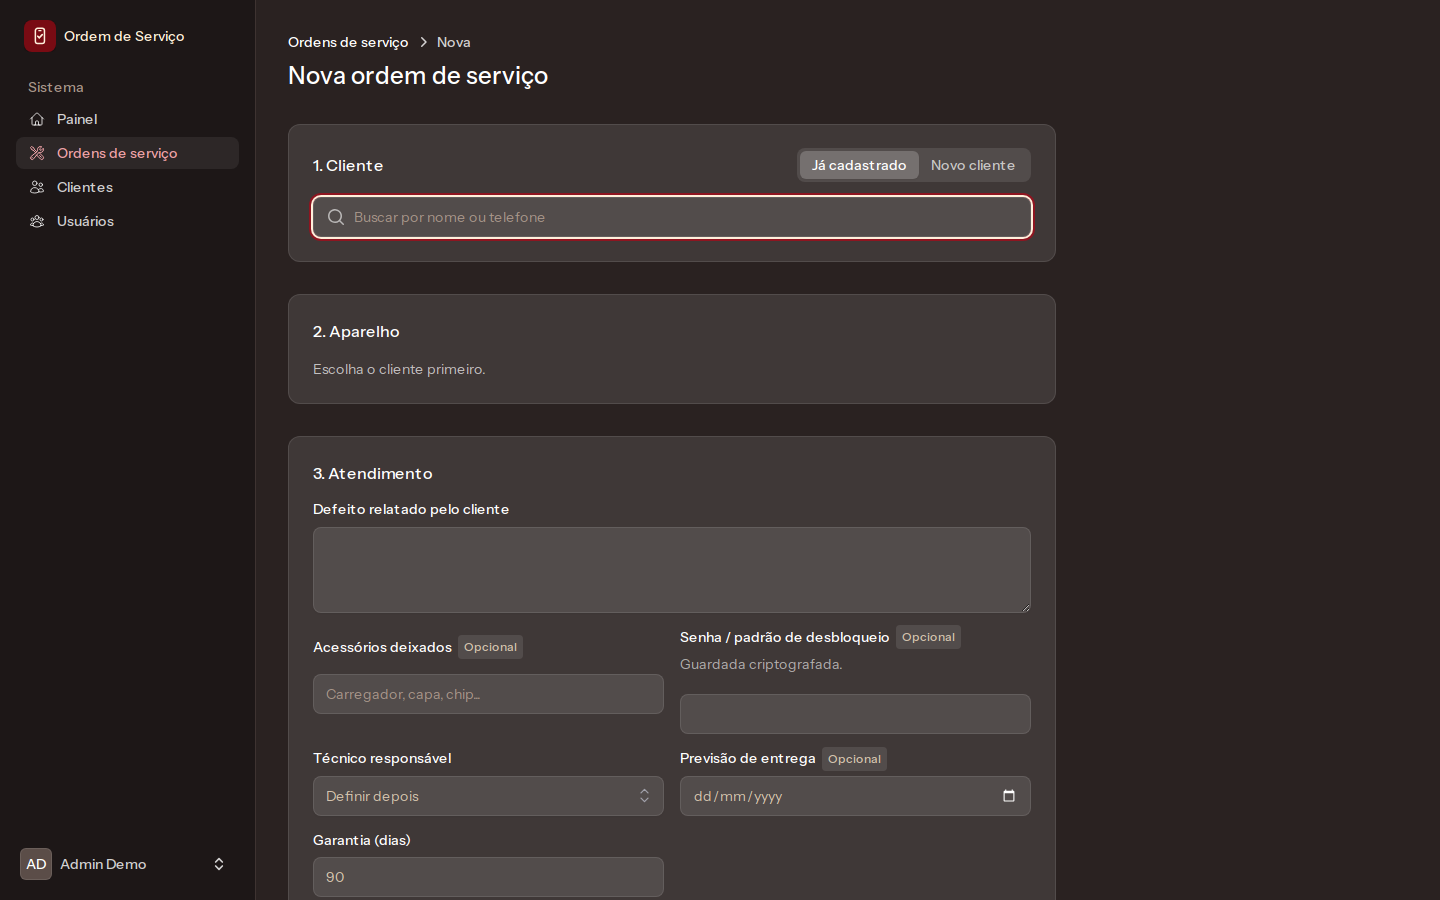 Ordem de Serviço
Sistema
Painel
Ordens de serviço
Clientes
Usuários
AD
Admin Demo
Ordens de serviço
Nova
Nova ordem de serviço
1. Cliente
Já cadastrado
Novo cliente
Buscar por nome ou telefone
2. Aparelho
Escolha o cliente primeiro.
3. Atendimento
Defeito relatado pelo cliente
Acessórios deixados Opcional
Carregador, capa, chip...
Senha / padrão de desbloqueio Opcional
Guardada criptografada.
Técnico responsável
Definir depois
Previsão de entrega Opcional
dd/mm/yyyy
Garantia (dias)
90